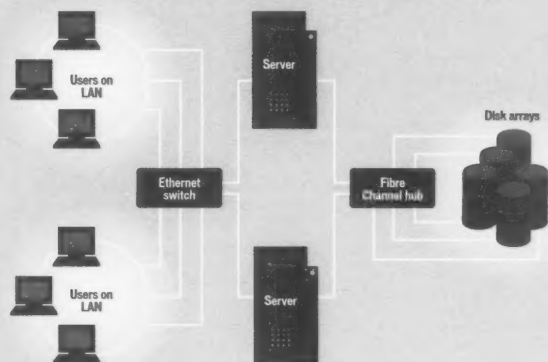 Users on
LAN
Server
Disk arrays
Ethernet
switch
Fibre
Channel hub
Users on
LAN
Server